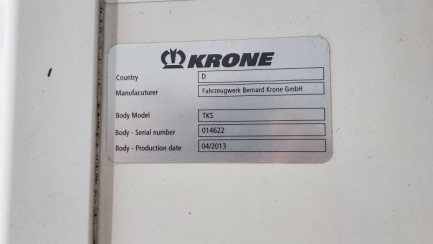 KRONE
Country D
Manufacturer Fahrzeugwerk Bernard Krone GmbH
Body Model TKS
Body - Serial number 014622
Body - Production date 04/2013